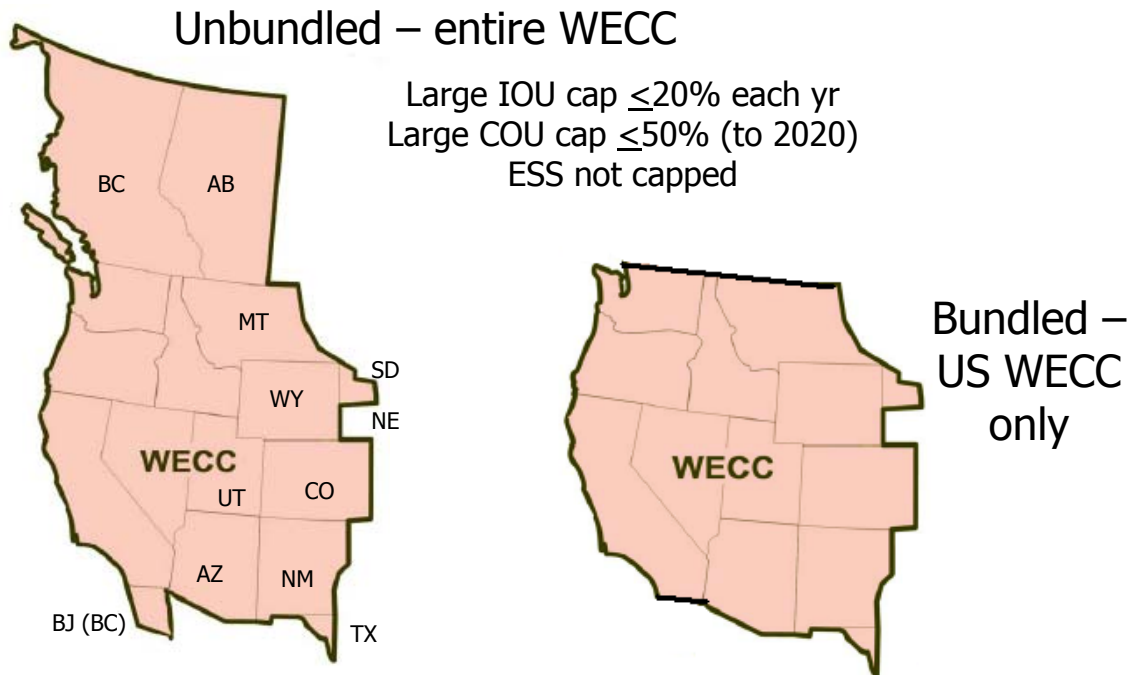 Unbundled – entire WECC
Large IOU cap ≤20% each yr
Large COU cap ≤50% (to 2020)
ESS not capped
BC
AB
MT
SD
WY
NE
WECC
UT
CO
AZ
NM
BJ (BC)
TX
Bundled –
US WECC
only
WECC